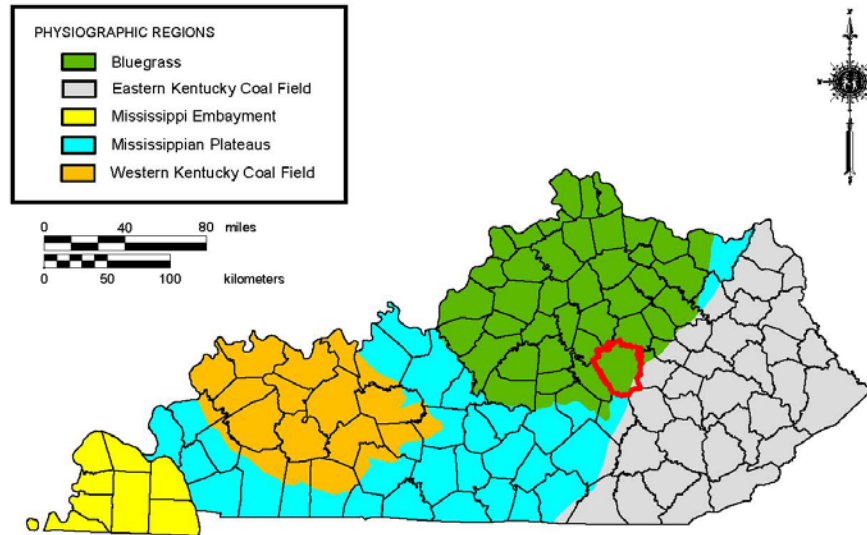 PHYSIOGRAPHIC REGIONS
Bluegrass
Eastern Kentucky Coal Field
Mississippi Embayment
Mississippian Plateaus
Western Kentucky Coal Field
0 40 80 miles
0 50 100
kilometers